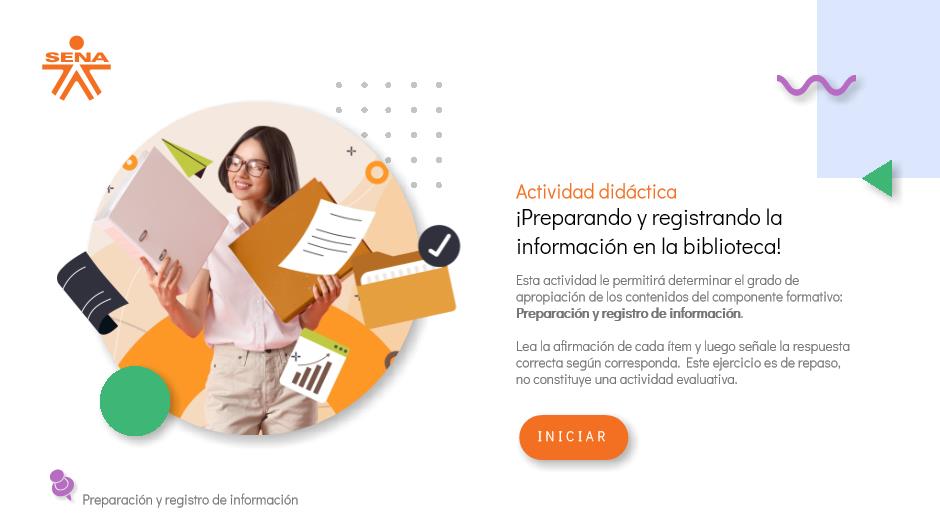 SENA
Actividad didáctica
¡Preparando y registrando la
información en la biblioteca!
Esta actividad le permitirá determinar el grado de
apropiación de los contenidos del componente formativo:
Preparación y registro de información.
Lea la afirmación de cada ítem y luego señale la respuesta
correcta según corresponda. Este ejercicio es de repaso,
no constituye una actividad evaluativa.
INICIAR
Preparación y registro de información